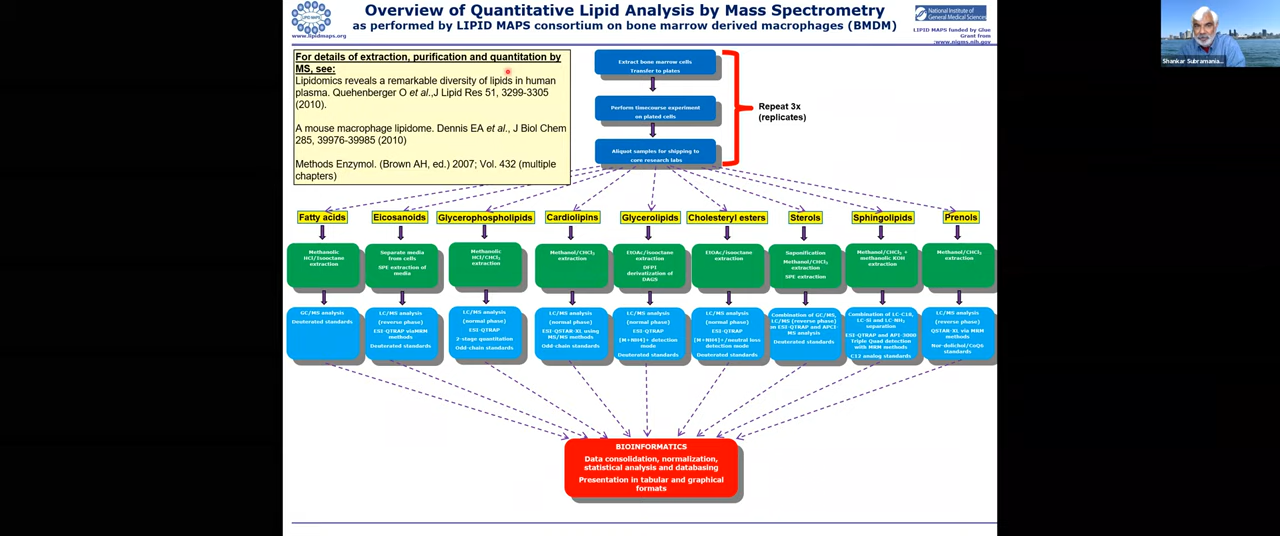 Overview of Quantitative Lipid Analysis by Mass Spectrometry
as performed by LIPID MAPS consortium on bone marrow derived macrophages (BMDM)
LIPID MAPS
www.lipidmaps.org
National Institute of
General Medical Sciences
LIPID MAPS funded by Glue
Grant from
:www.nigms.nih.gov
Shankar Subramania...
For details of extraction, purification and quantitation by
MS, see:
Lipidomics reveals a remarkable diversity of lipids in human
plasma. Quehenberger O et al.,J Lipid Res 51, 3299-3305
(2010).
A mouse macrophage lipidome. Dennis EA et al., J Biol Chem
285, 39976-39985 (2010)
Methods Enzymol. (Brown AH, ed.) 2007; Vol. 432 (multiple
chapters)
Extract bone marrow cells
Transfer to plates
Perform timecourse experiment
on plated cells
Aliquot samples for shipping to
core research labs
Repeat 3x
(replicates)
Fatty acids
Eicosanoids
Glycerophospholipids
Cardiolipins
Glycerolipids
Cholesteryl esters
Sterols
Sphingolipids
Prenols
Methanolic
HCl/Isooctane
extraction
Separate media
from cells
SPE extraction of
media
Methanolic
HCl/CHCl₃
extraction
Methanol/CHCl₃
extraction
EtOAc/isooctane
extraction
DFPI
derivatization of
DAGS
EtOAc/isooctane
extraction
Saponification
Methanol/CHCl₃
extraction
SPE extraction
Methanol/CHCl₃ +
methanolic KOH
extraction
Methanol/CHCl₃
extraction
GC/MS analysis
Deuterated standards
LC/MS analysis
(reverse phase)
ESI-QTRAP viaMRM
methods
Deuterated standards
LC/MS analysis
(normal phase)
ESI-QTRAP
2-stage quantitation
Odd-chain standards
LC/MS analysis
(normal phase)
ESI-QSTAR-XL using
MS/MS methods
Odd-chain standards
LC/MS analysis
(normal phase)
ESI-QTRAP
[M+NH4]+ detection
mode
Deuterated standards
LC/MS analysis
(normal phase)
ESI-QTRAP
[M+NH4]+/neutral loss
detection mode
Deuterated standards
Combination of GC/MS,
LC/MS (reverse phase)
on ESI-QTRAP and APCI-
MS analysis
Deuterated standards
Combination of LC-C18,
LC-Si and LC-NH₂
separation
ESI-QTRAP and API-3000
Triple Quad detection
with MRM methods
C12 analog standards
LC/MS analysis
(reverse phase)
QSTAR-XL via MRM
methods
Nor-dolichol/CoQ6
standards
BIOINFORMATICS
Data consolidation, normalization,
statistical analysis and databasing
Presentation in tabular and graphical
formats